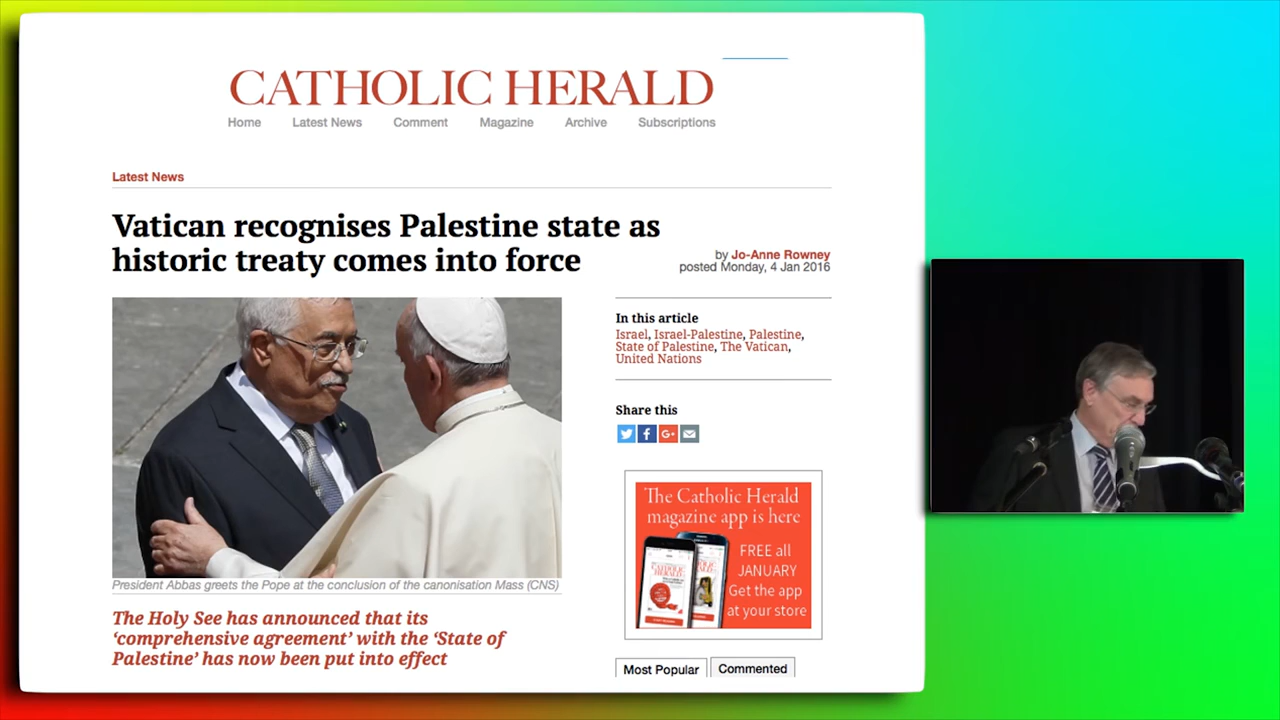 CATHOLIC HERALD
Home Latest News Comment Magazine Archive Subscriptions
Latest News
Vatican recognises Palestine state as
historic treaty comes into force
by Jo-Anne Rowney
posted Monday, 4 Jan 2016
President Abbas greets the Pope at the conclusion of the canonisation Mass (CNS)
The Holy See has announced that its
‘comprehensive agreement’ with the ‘State of
Palestine’ has now been put into effect
In this article
Israel, Israel-Palestine, Palestine,
State of Palestine, The Vatican,
United Nations
Share this
The Catholic Herald
magazine app is here
FREE all
JANUARY
Get the app
at your store
Most Popular Commented